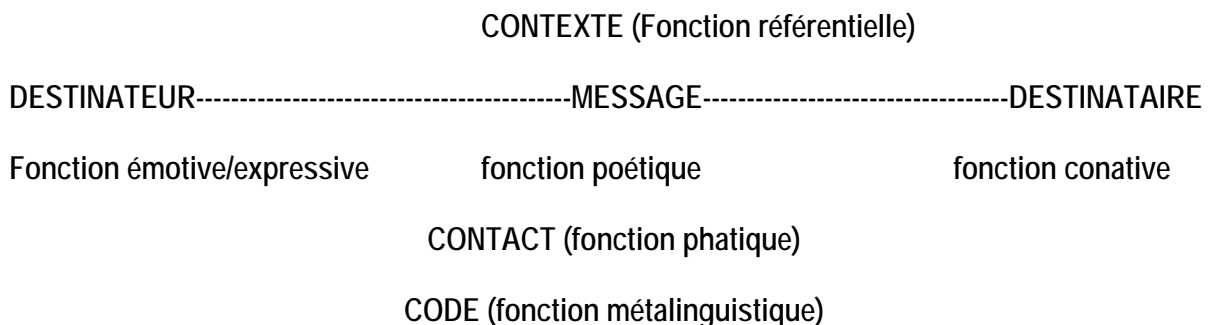 CONTEXTE (Fonction référentielle)
DESTINATEUR-------------------------------------------MESSAGE-----------------------------------DESTINATAIRE
Fonction émotive/expressive fonction poétique fonction conative
CONTACT (fonction phatique)
CODE (fonction métalinguistique)